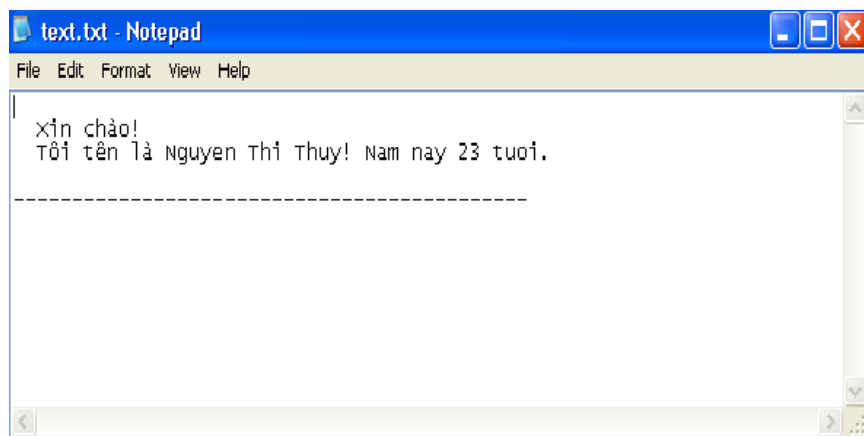 text.txt - Notepad
File Edit Format View Help
Xin chào!
Tôi tên là Nguyen Thi Thuy! Nam nay 23 tuoi.
--------------------------------------------